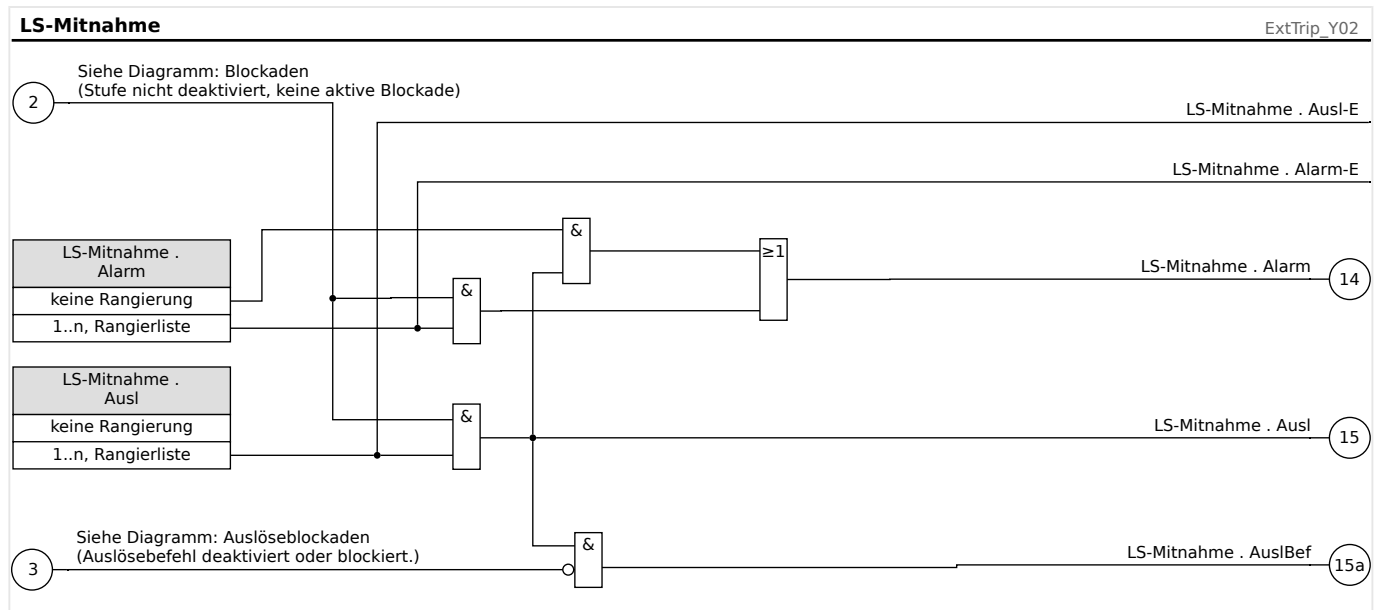 LS-Mitnahme
ExtTrip_Y02
Siehe Diagramm: Blockaden
2
(Stufe nicht deaktiviert, keine aktive Blockade)
LS-Mitnahme . Ausl-E
LS-Mitnahme . Alarm-E
&
LS-Mitnahme .
Alarm
≥1
keine Rangierung
1..n, Rangierliste
&
LS-Mitnahme . Alarm
14
LS-Mitnahme .
Ausl
keine Rangierung
1..n, Rangierliste
&
LS-Mitnahme . Ausl
15
Siehe Diagramm: Auslöseblockaden
(Auslösebefehl deaktiviert oder blockiert.)
3
&
LS-Mitnahme . AuslBef
15a